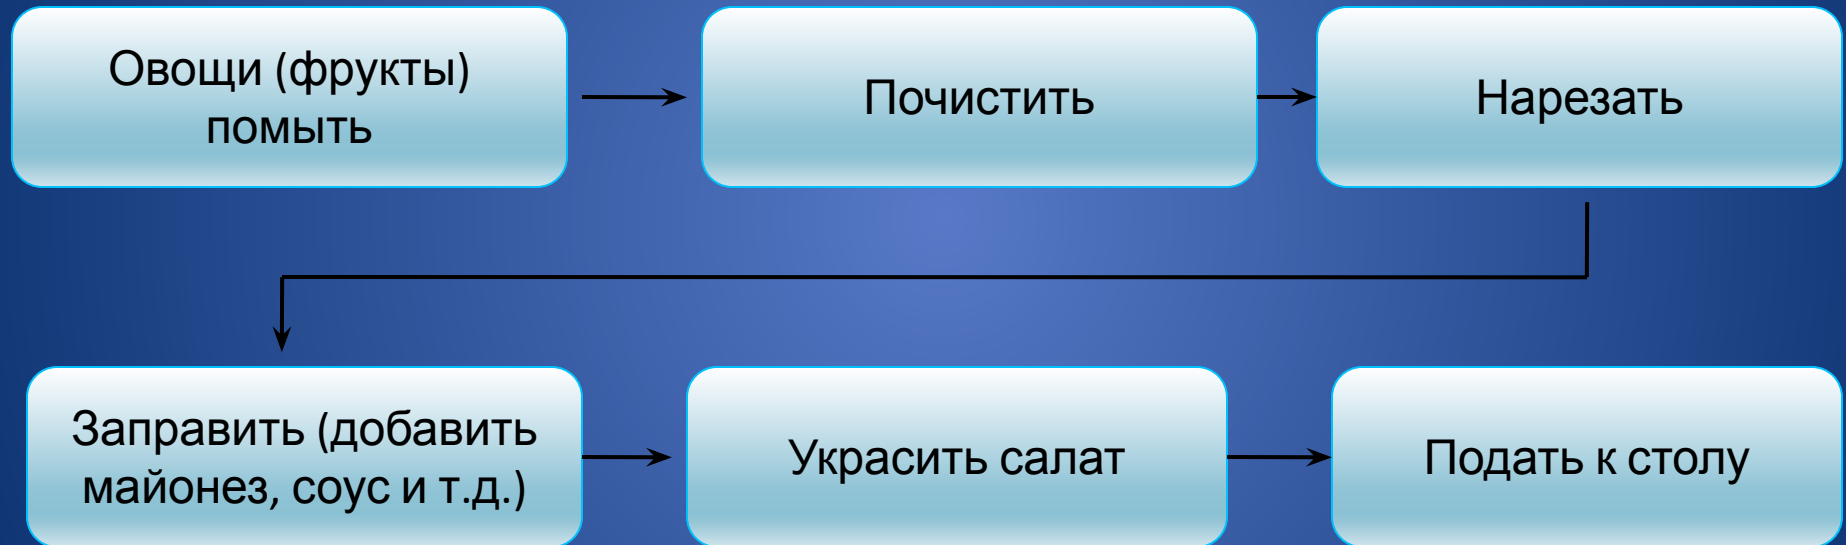 Овощи (фрукты)
помыть
Почистить
Нарезать
Заправить (добавить
майонез, соус и т.д.)
Украсить салат
Подать к столу